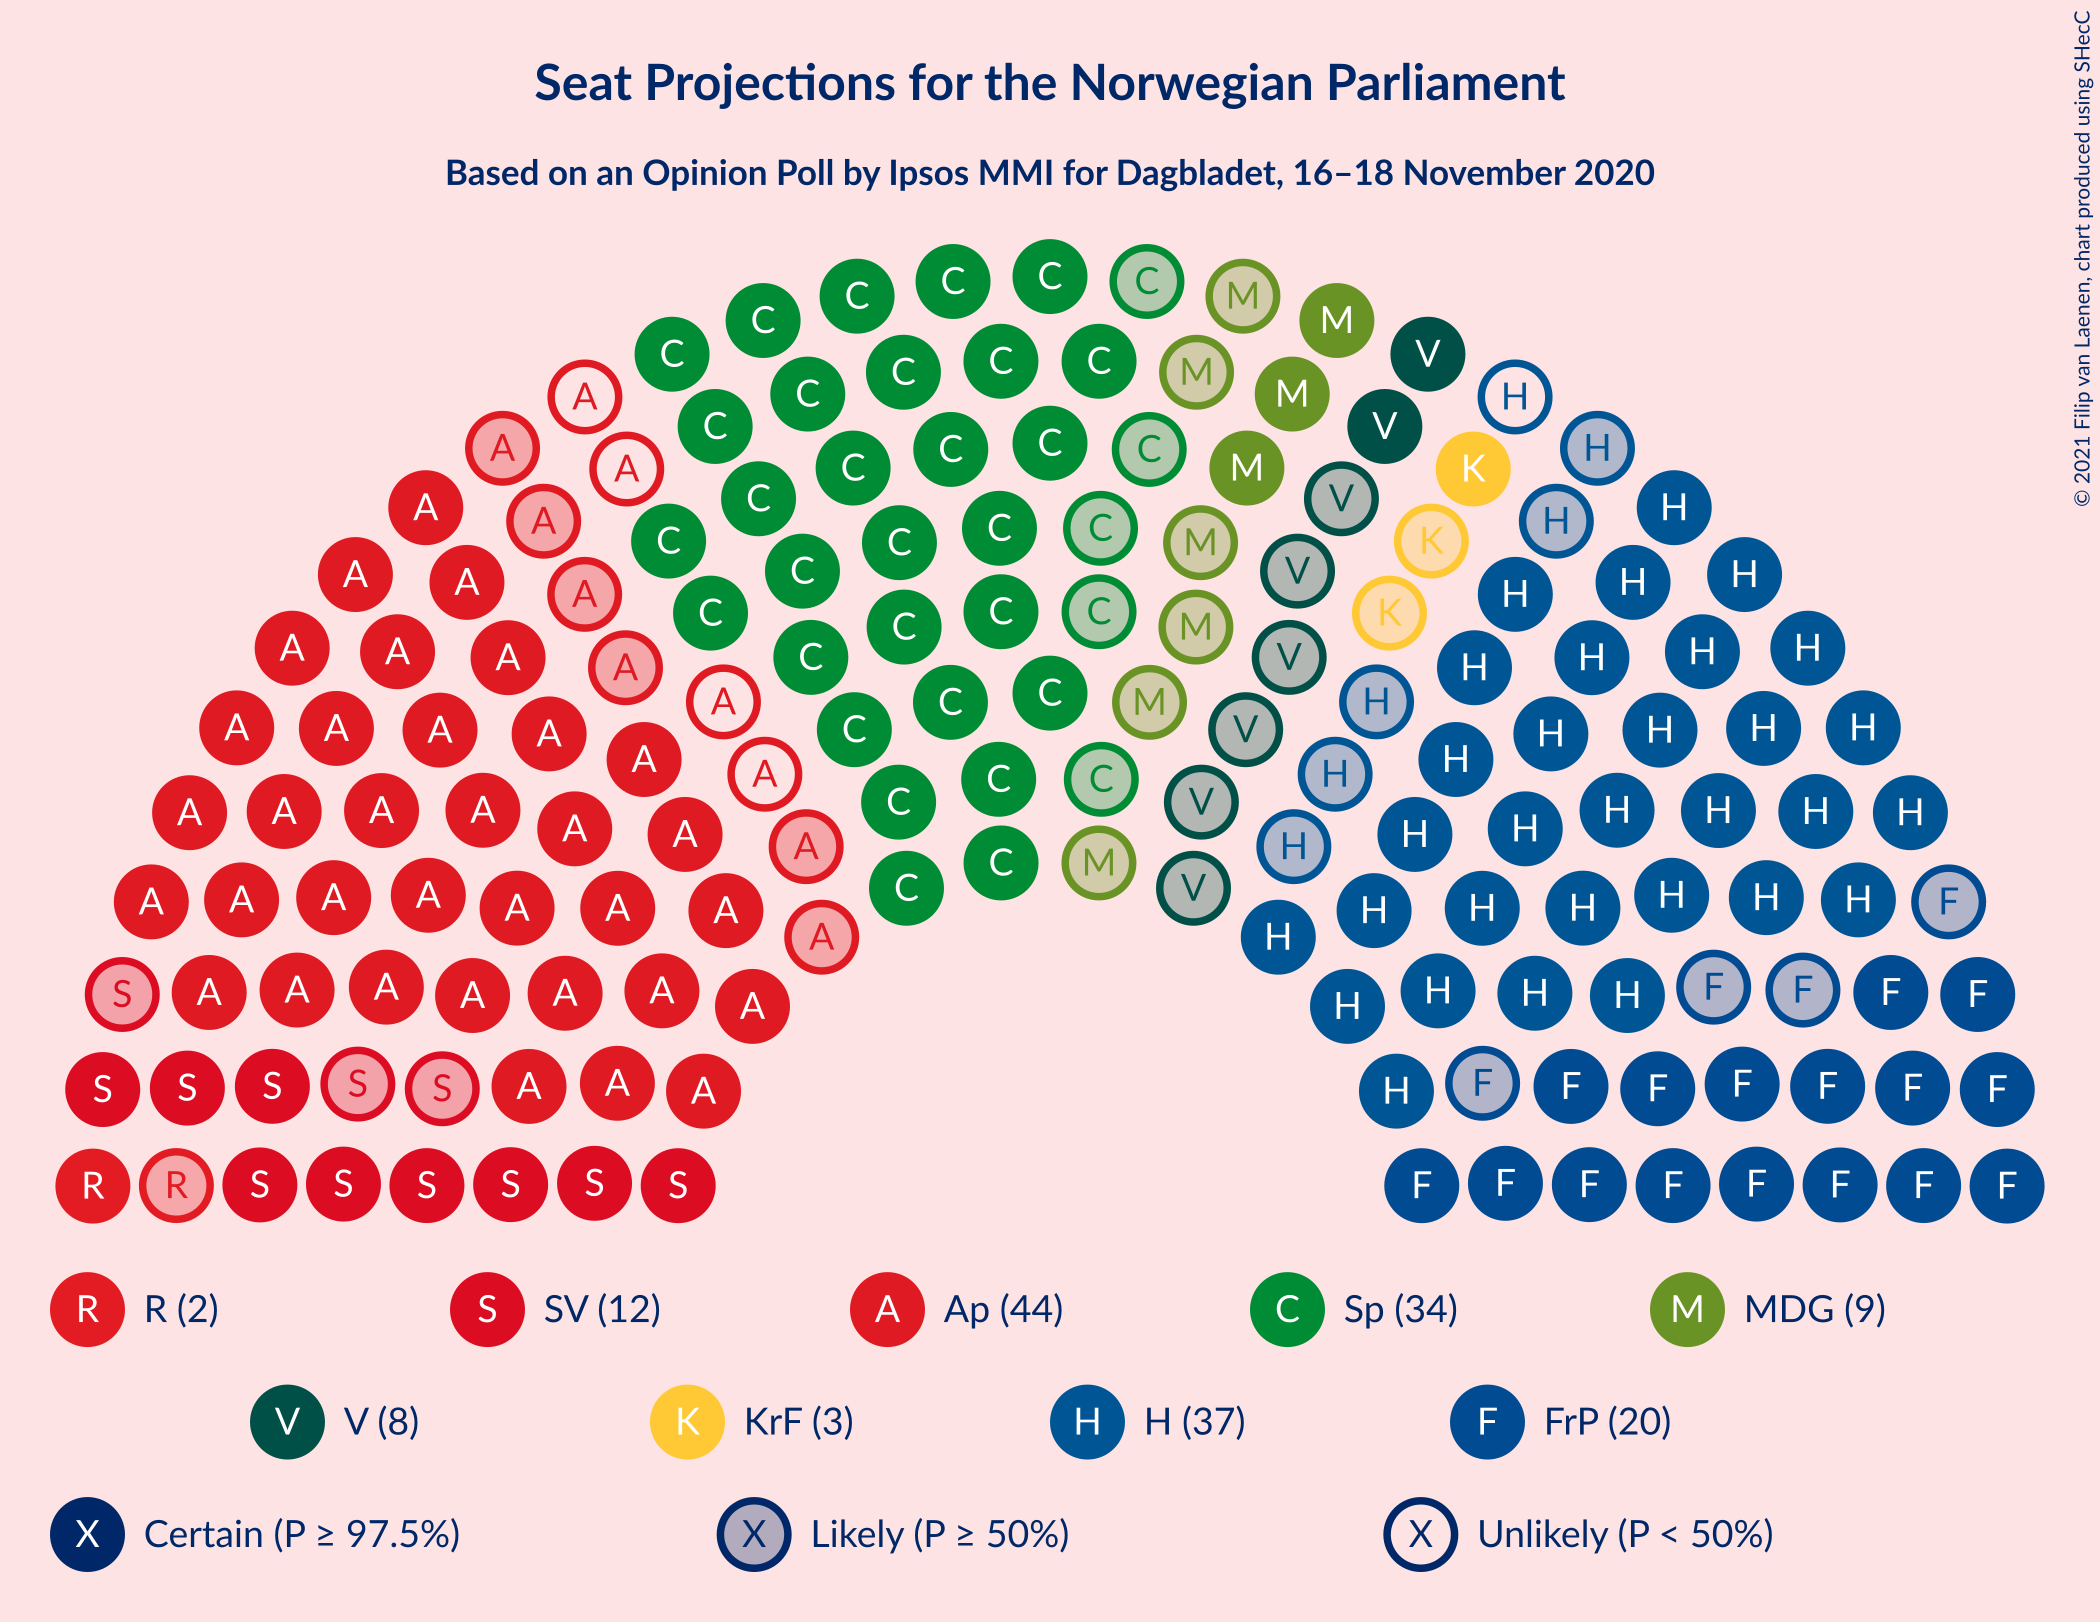 Seat Projections for the Norwegian Parliament
Based on an Opinion Poll by Ipsos MMI for Dagbladet, 16–18 November 2020
© 2021 Filip van Laenen, chart produced using SHecC
C C C C M
C M
C C C C M V
A C M H
C V
A A C C C C M K H
A C V H
A C C C C M K H
A A C V H H
A C C C C M K H
A A A A C V H H H H
A C C M H
A A A A C V H H H H
A A C C H H
A A A A A A C V H H H H H H
A C M H
A A A A A A A C V H H H H H H F
A H
S A A A A A A A H H H H F F F F
S S S S S A A A H F F F F F F F
R R S S S S S S F F F F F F F F
R R (2) S SV (12) A Ap (44) C Sp (34) M MDG (9)
V V (8) K KrF (3) H H (37) F FrP (20)
X Certain (P ≥ 97.5%) X Likely (P ≥ 50%) X Unlikely (P < 50%)